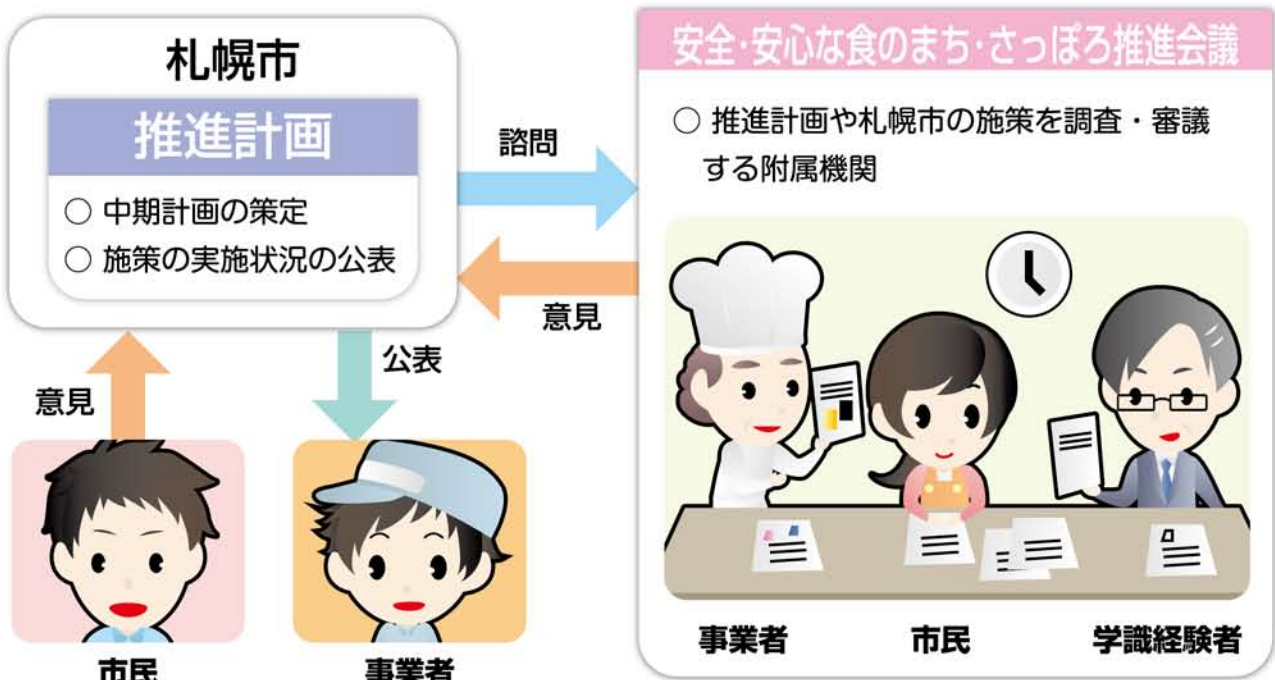 札幌市
推進計画
○ 中期計画の策定
○ 施策の実施状況の公表
諮問
意見
安全・安心な食のまち・さっぽろ推進会議
○ 推進計画や札幌市の施策を調査・審議
する附属機関
事業者
市民
学識経験者
意見
公表
市民
事業者